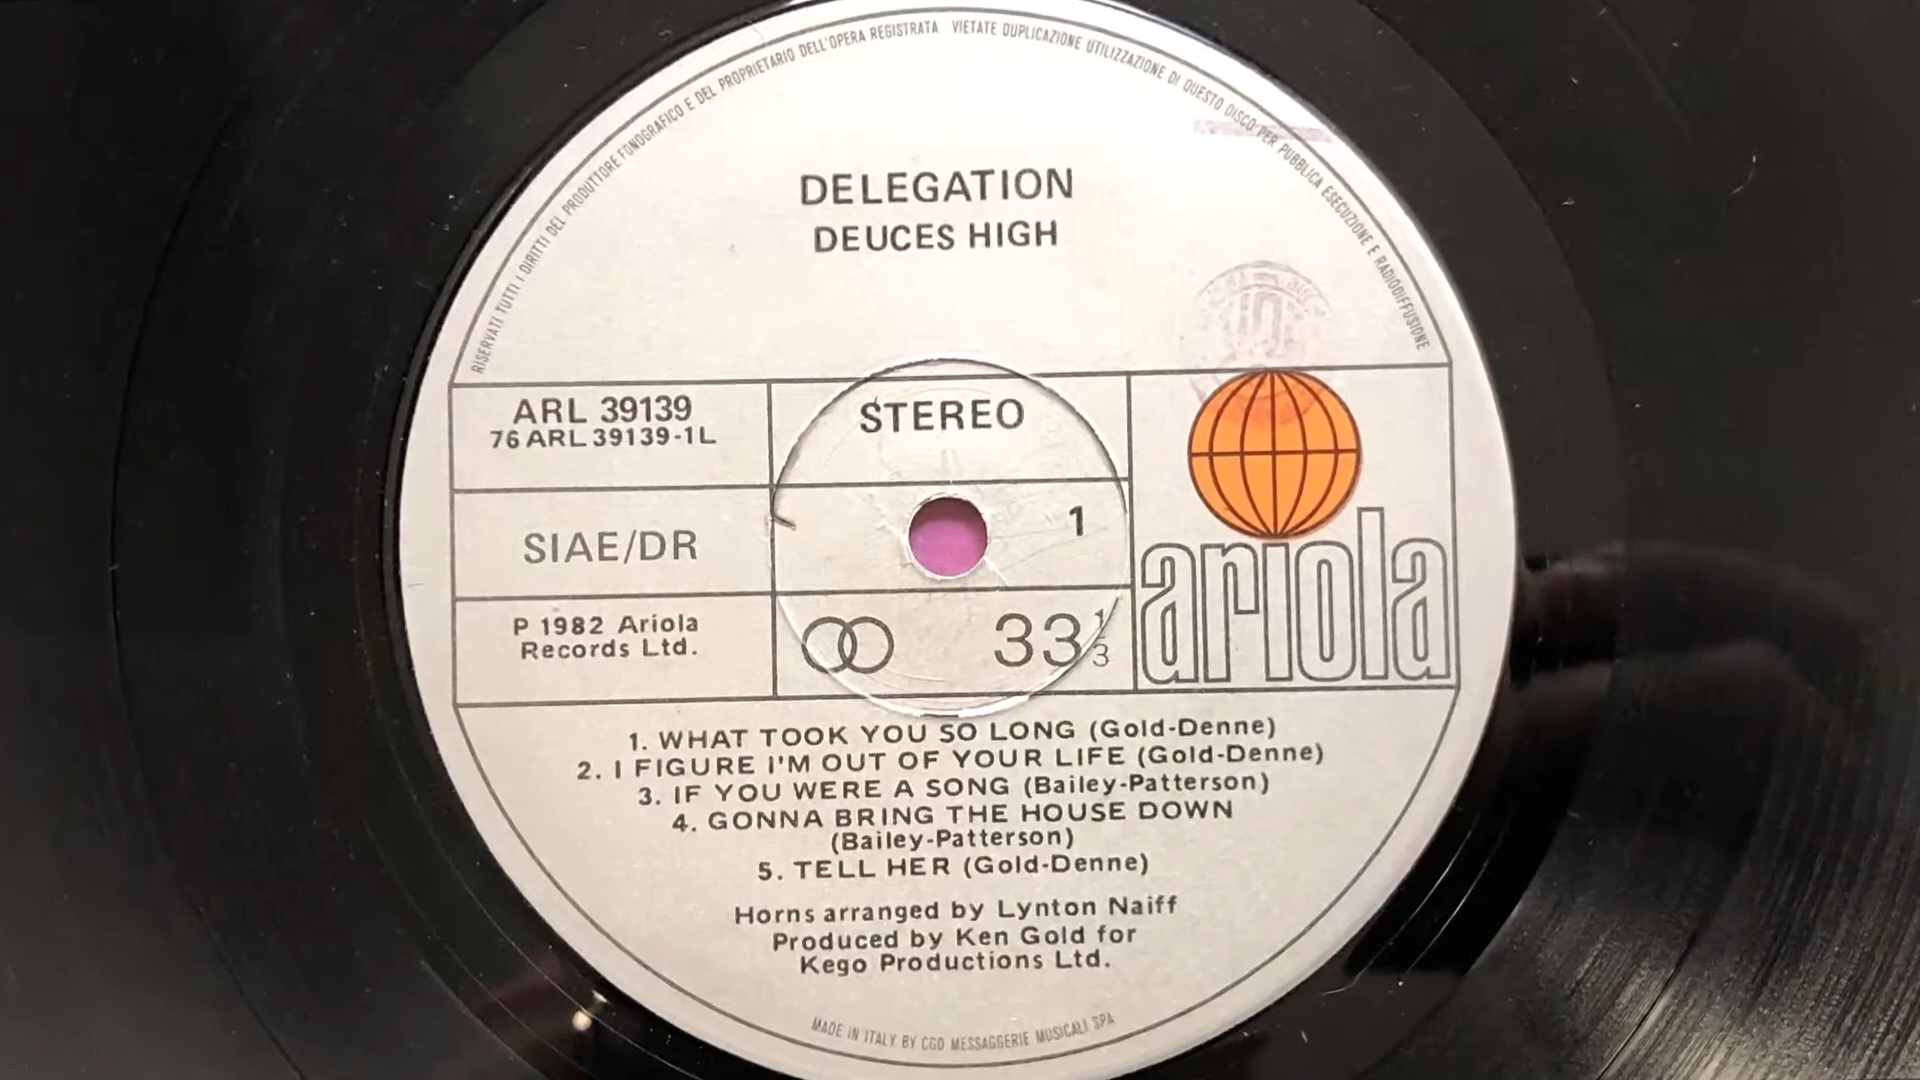 RISERVATI TUTTI I DIRITTI DEL PRODUTTORE FONOGRAFICO E DEL PROPRIETARIO DELL'OPERA REGISTRATA VIETATE DUPLICAZIONE UTILIZZAZIONE DI QUESTO DISCO PER PUBBLICA ESECUZIONE E RADIODIFFUSIONE
DELEGATION
DEUCES HIGH
ARL 39139
76 ARL 39139-1L
STEREO
SIAE/DR
1
P 1982 Ariola
Records Ltd.
33 1/3
ariola
1. WHAT TOOK YOU SO LONG (Gold-Denne)
2. I FIGURE I'M OUT OF YOUR LIFE (Gold-Denne)
3. IF YOU WERE A SONG (Bailey-Patterson)
4. GONNA BRING THE HOUSE DOWN
(Bailey-Patterson)
5. TELL HER (Gold-Denne)
Horns arranged by Lynton Naiff
Produced by Ken Gold for
Kego Productions Ltd.
MADE IN ITALY BY CGD MESSAGGERIE MUSICALI SPA